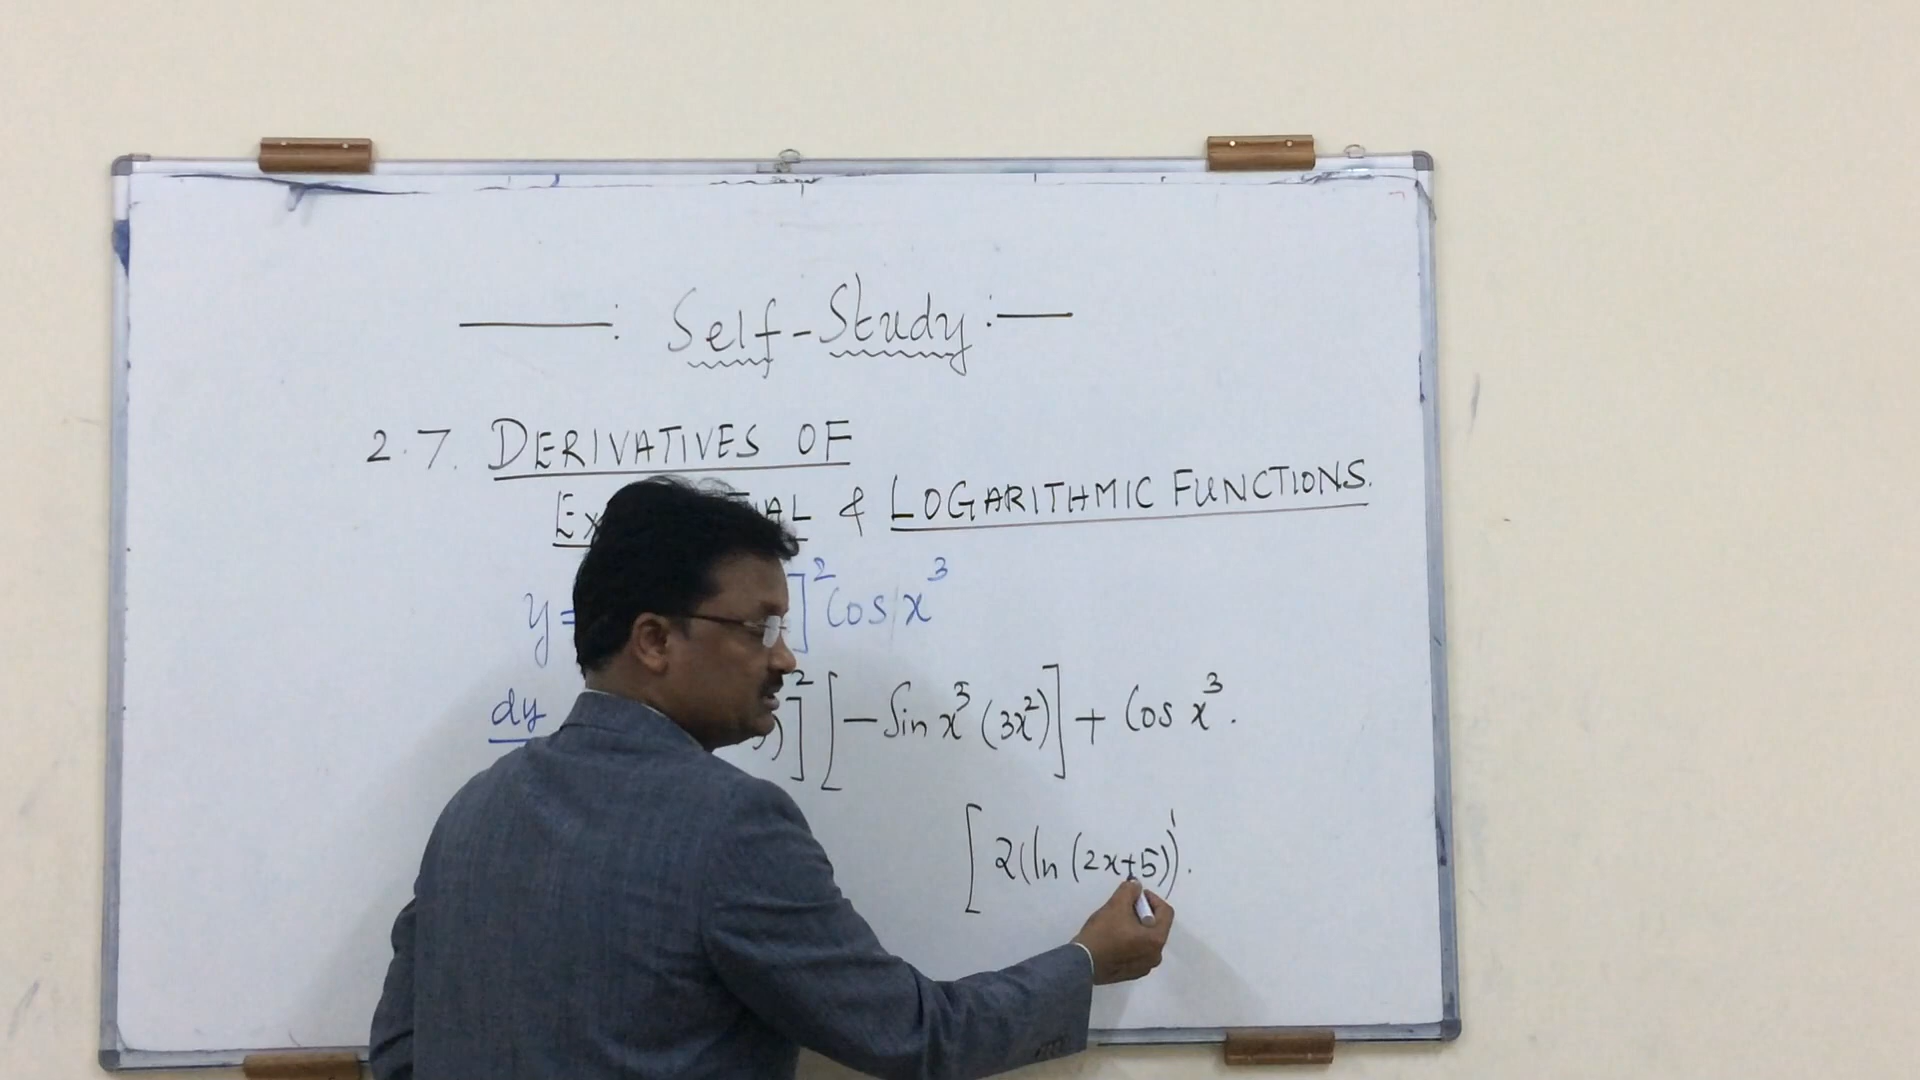 : Self-Study :
2.7. DERIVATIVES OF
& LOGARITHMIC FUNCTIONS.
y= ]² Cos x³
dy )]² [-Sin x³ (3x²)] + Cos x³.
[2(ln (2x+5))¹.